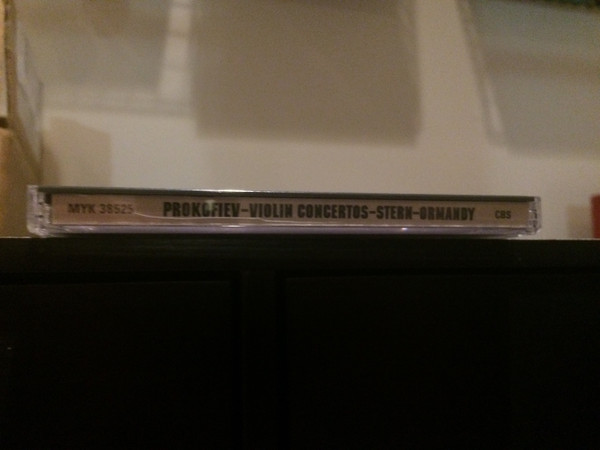 MYK 38525 PROKOFIEV-VIOLIN CONCERTOS-STERN-ORMANDY CBS